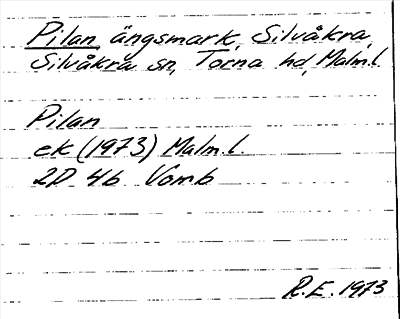 Pilan, ängsmark, Silvåkra,
Silvåkra sn, Torna hd, Malm.l.
Pilan
ek (1973) Malm.l.
2D 4b Vomb
R.E. 1973